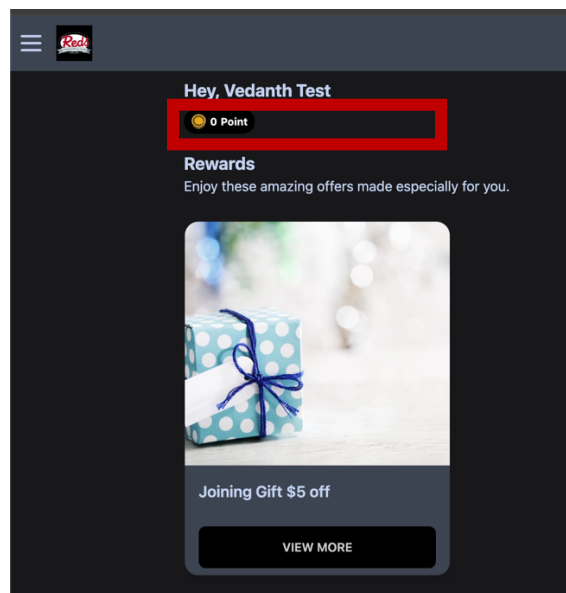 Red's
Hey, Vedanth Test
0 Point
Rewards
Enjoy these amazing offers made especially for you.
Joining Gift $5 off
VIEW MORE